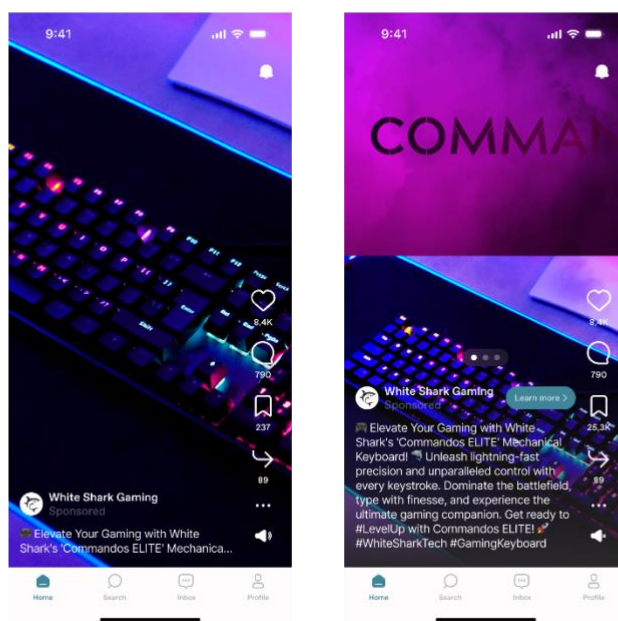 9:41
8,4K
790
237
89
White Shark Gaming
Sponsored
🎮 Elevate Your Gaming with White
Shark's 'Commandos ELITE' Mechanica...
Home
Search
Inbox
Profile
9:41
COMMAN
8,4K
790
White Shark Gaming
Sponsored
Learn more >
25,3K
🎮 Elevate Your Gaming with White
Shark's 'Commandos ELITE' Mechanical
Keyboard! 🦈 Unleash lightning-fast
precision and unparalleled control with
every keystroke. Dominate the battlefield,
type with finesse, and experience the
ultimate gaming companion. Get ready to
#LevelUp with Commandos ELITE! 🚀
#WhiteSharkTech #GamingKeyboard
89
Home
Search
Inbox
Profile